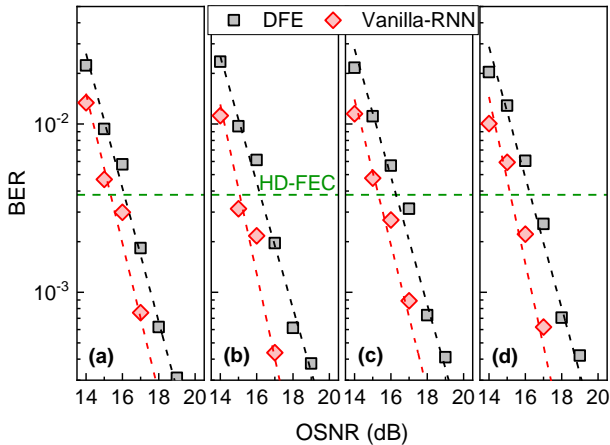 DFE Vanilla-RNN
BER
10⁻²
10⁻³
HD-FEC
(a) (b) (c) (d)
14 16 18 20 14 16 18 20 14 16 18 20 14 16 18 20
OSNR (dB)